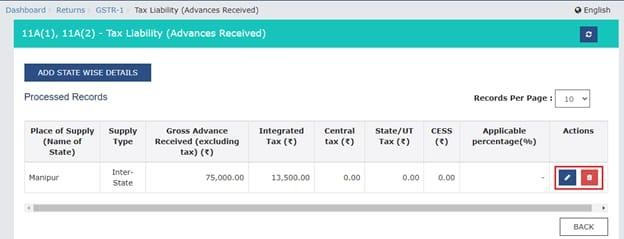 Dashboard / Returns / GSTR-1 / Tax Liability (Advances Received)
English
11A(1), 11A(2) - Tax Liability (Advances Received)
ADD STATE WISE DETAILS
Processed Records
Records Per Page : 10
Place of Supply Supply Gross Advance Integrated Central State/UT CESS Applicable Actions
(Name of Type Received (excluding Tax (₹) tax (₹) Tax (₹) (₹) percentage(%)
State) tax) (₹)
Manipur Inter- 75,000.00 13,500.00 0.00 0.00 0.00 -
State
BACK